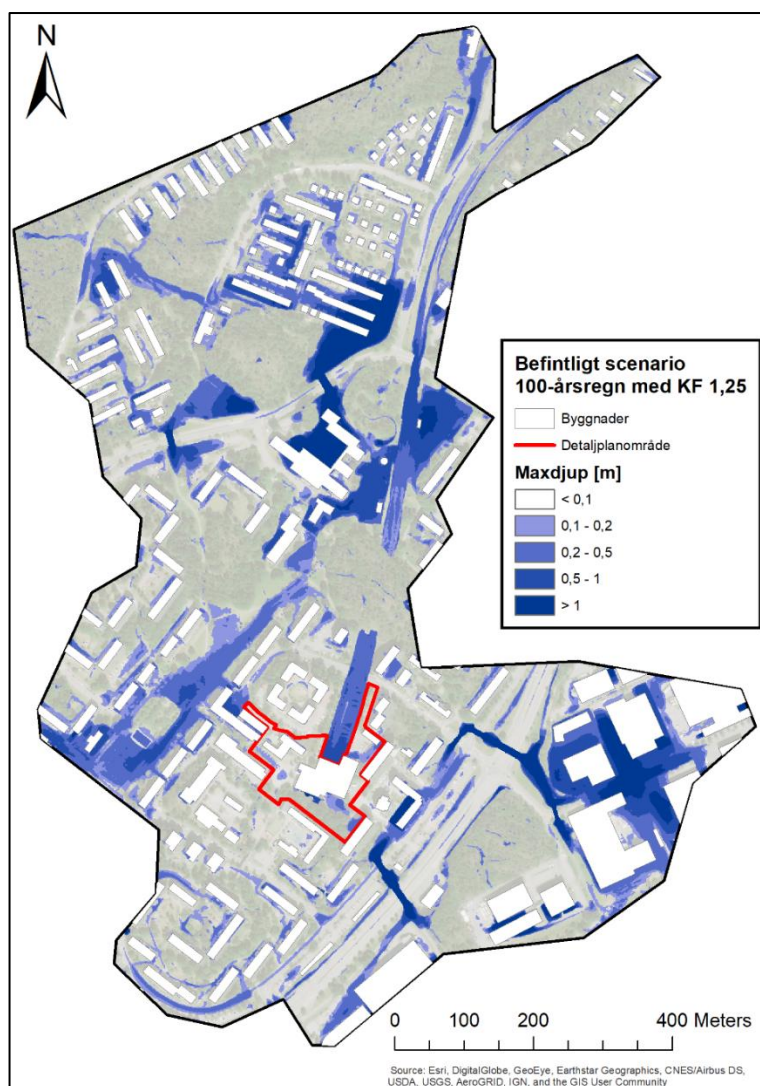 N
Befintligt scenario
100-årsregn med KF 1,25
Byggnader
Detaljplanområde
Maxdjup [m]
< 0,1
0,1 - 0,2
0,2 - 0,5
0,5 - 1
> 1
0 100 200 400 Meters
Source: Esri, DigitalGlobe, GeoEye, Earthstar Geographics, CNES/Airbus DS,
USDA, USGS, AeroGRID, IGN, and the GIS User Community